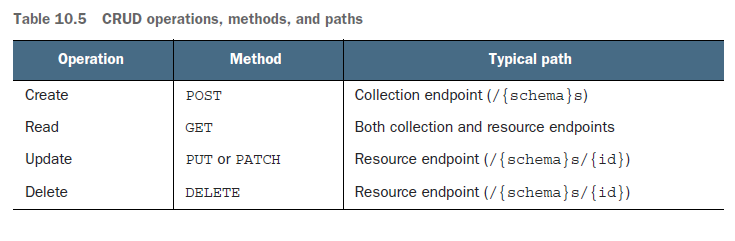 Table 10.5 CRUD operations, methods, and paths
Operation Method Typical path
Create POST Collection endpoint (/{schema}s)
Read GET Both collection and resource endpoints
Update PUT or PATCH Resource endpoint (/{schema}s/{id})
Delete DELETE Resource endpoint (/{schema}s/{id})